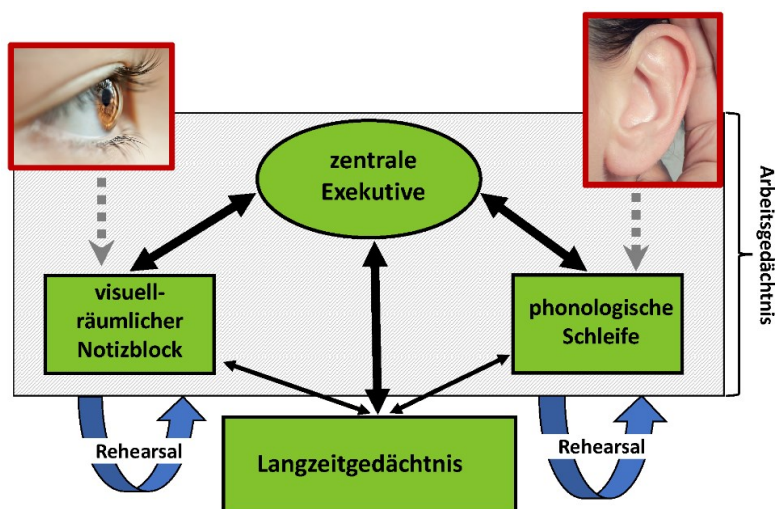 zentrale
Exekutive
visuell-
räumlicher
Notizblock
phonologische
Schleife
Arbeitsgedächtnis
Rehearsal
Langzeitgedächtnis
Rehearsal